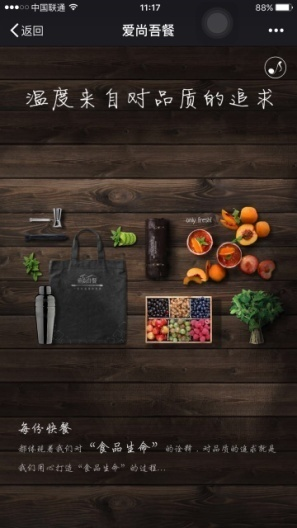 中国联通
11:17
88%
返回
爱尚吾餐
温度来自对品质的追求
only fresh!
每份快餐
都体现着我们对“食品生命”的诠释，对品质的追求就是
我们用心打造“食品生命”的过程...